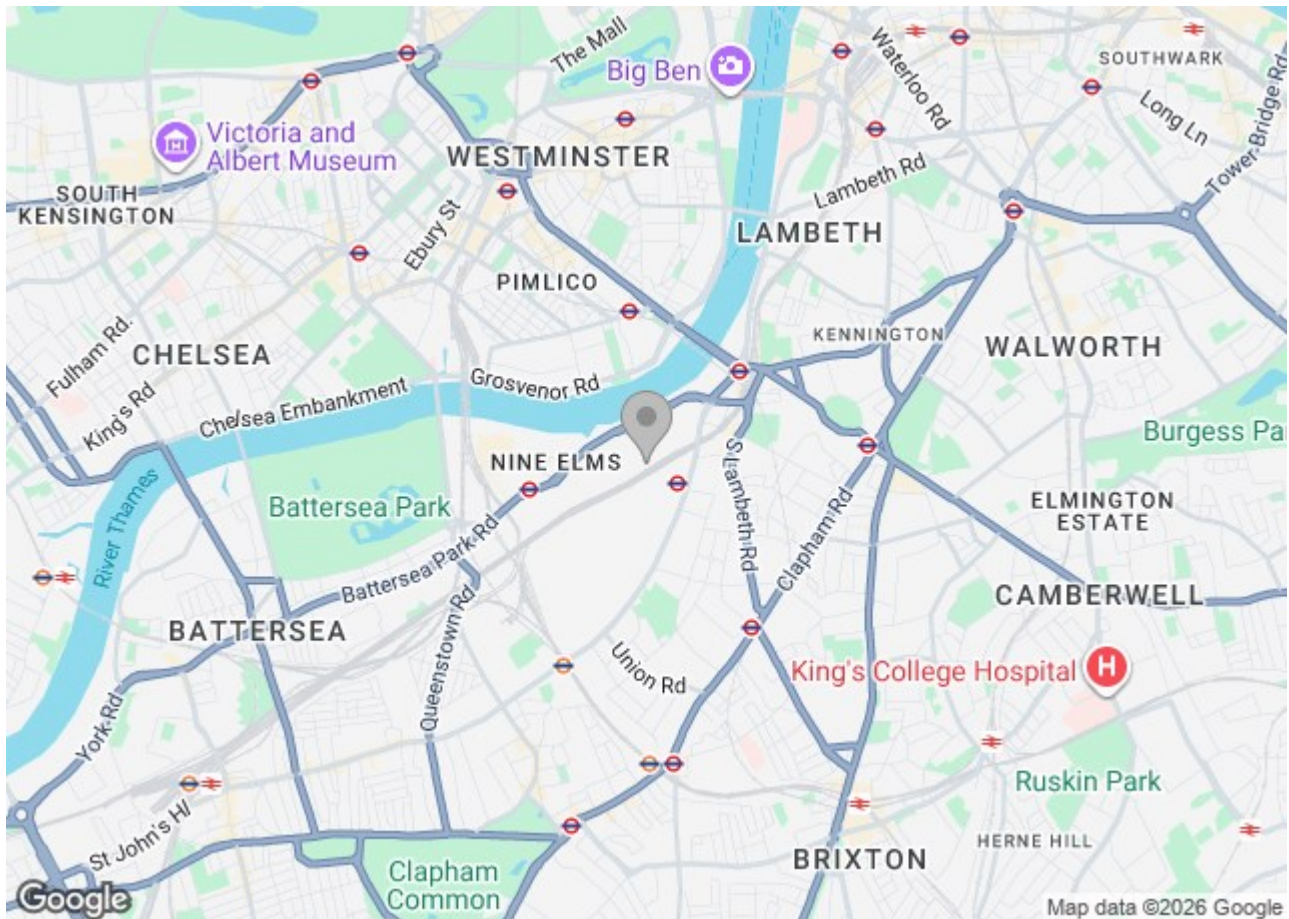 The Mall
Big Ben
Waterloo Rd
SOUTHWARK
Long Ln
Tower Bridge Rd
Victoria and
Albert Museum
WESTMINSTER
Lambeth Rd
SOUTH
KENSINGTON
Ebury St
LAMBETH
PIMLICO
KENNINGTON
WALWORTH
Fulham Rd.
CHELSEA
King's Rd
Chelsea Embankment
Grosvenor Rd
Burgess Pa
NINE ELMS
S Lambeth Rd
Clapham Rd
Battersea Park
ELMINGTON
ESTATE
River Thames
Battersea Park Rd
CAMBERWELL
BATTERSEA
Queenstown Rd
Union Rd
King's College Hospital
H
York Rd
Ruskin Park
St John's Hl
HERNE HILL
BRIXTON
Clapham
Common
Google
Map data ©2026 Google